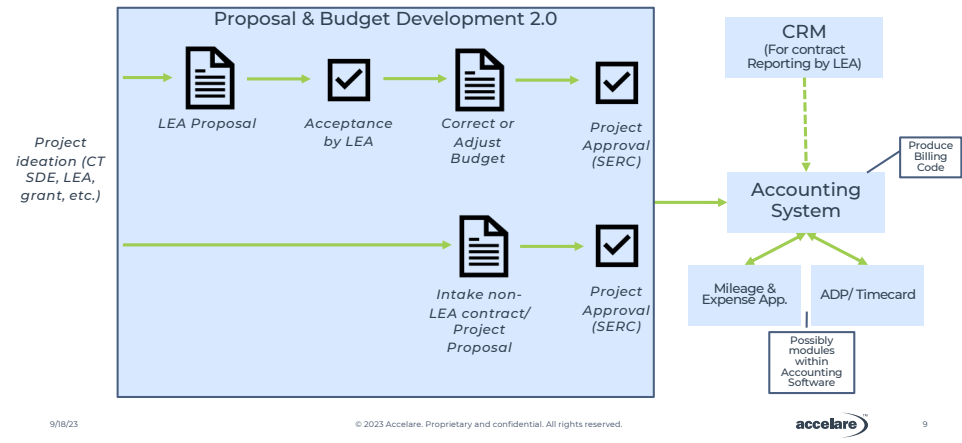 Proposal & Budget Development 2.0
LEA Proposal
Acceptance
by LEA
Correct or
Adjust
Budget
Project
Approval
(SERC)
Project
ideation (CT
SDE, LEA,
grant, etc.)
Intake non-
LEA contract/
Project
Proposal
Project
Approval
(SERC)
CRM
(For contract
Reporting by LEA)
Produce
Billing
Code
Accounting
System
Mileage &
Expense App.
ADP/ Timecard
Possibly
modules
within
Accounting
Software
9/18/23
© 2023 Accelare. Proprietary and confidential. All rights reserved.
accelare™
9